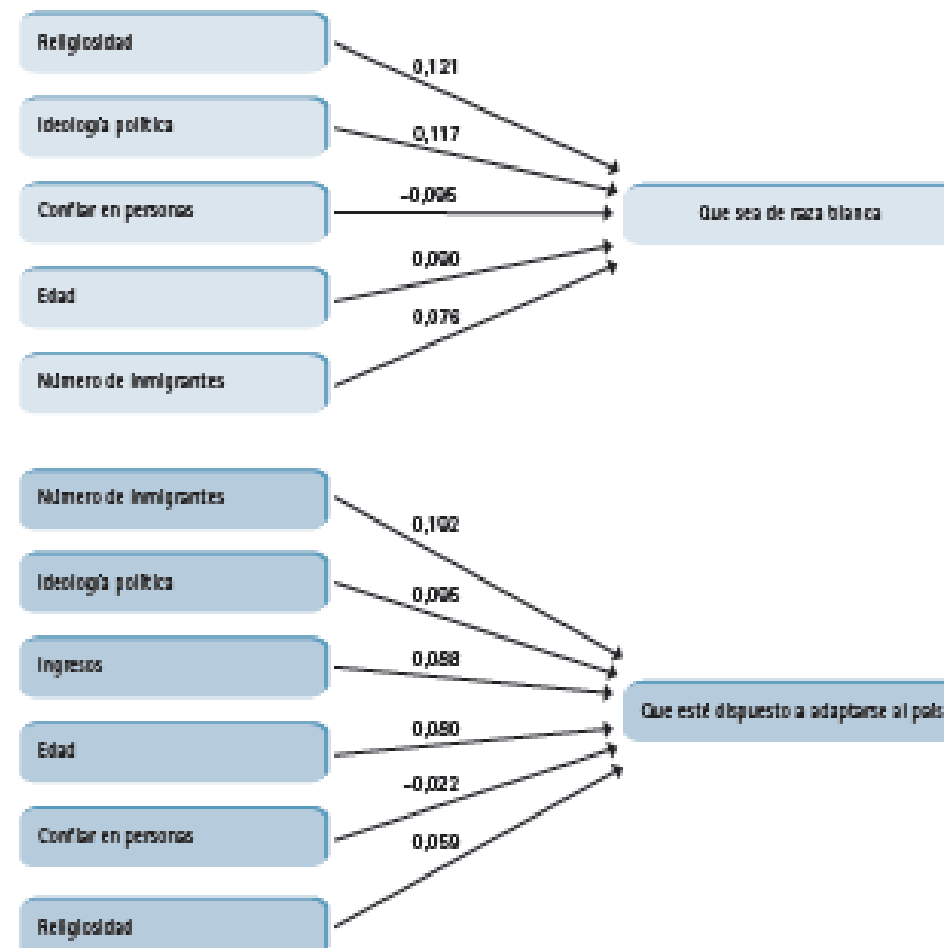 Religiosidad
0,121
Ideología política
0,117
Confiar en personas
-0,095
Que sea de raza blanca
Edad
0,090
Número de inmigrantes
0,076
Número de inmigrantes
0,192
Ideología política
0,095
Ingresos
0,088
Que esté dispuesto a adaptarse al país
Edad
0,080
Confiar en personas
-0,022
Religiosidad
0,059